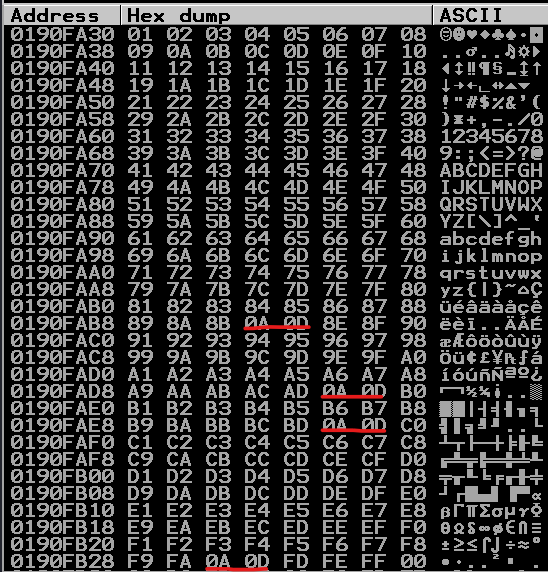 Address Hex dump ASCII
0190FA30 01 02 03 04 05 06 07 08 ☺☻♥♦♣♠•◘
0190FA38 09 0A 0B 0C 0D 0E 0F 10 ..♂..♫☼►
0190FA40 11 12 13 14 15 16 17 18 ◄↕‼¶§▬↨↑
0190FA48 19 1A 1B 1C 1D 1E 1F 20 ↓→←∟↔▲▼
0190FA50 21 22 23 24 25 26 27 28 !"#$%&'(
0190FA58 29 2A 2B 2C 2D 2E 2F 30 )*+,-./0
0190FA60 31 32 33 34 35 36 37 38 12345678
0190FA68 39 3A 3B 3C 3D 3E 3F 40 9:;<=>?@
0190FA70 41 42 43 44 45 46 47 48 ABCDEFGH
0190FA78 49 4A 4B 4C 4D 4E 4F 50 IJKLMNOP
0190FA80 51 52 53 54 55 56 57 58 QRSTUVWX
0190FA88 59 5A 5B 5C 5D 5E 5F 60 YZ[\]^_`
0190FA90 61 62 63 64 65 66 67 68 abcdefgh
0190FA98 69 6A 6B 6C 6D 6E 6F 70 ijklmnop
0190FAA0 71 72 73 74 75 76 77 78 qrstuvwx
0190FAA8 79 7A 7B 7C 7D 7E 7F 80 yz{|}~⌂Ç
0190FAB0 81 82 83 84 85 86 87 88 üéâäàåçê
0190FAB8 89 8A 8B 0A 0D 8E 8F 90 ëèï..ÄÅÉ
0190FAC0 91 92 93 94 95 96 97 98 æÆôöòûùÿ
0190FAC8 99 9A 9B 9C 9D 9E 9F A0 Öü¢£¥₧ƒá
0190FAD0 A1 A2 A3 A4 A5 A6 A7 A8 íóúñѪº¿
0190FAD8 A9 AA AB AC AD 0A 0D B0 ⌐¬½¼¡..░
0190FAE0 B1 B2 B3 B4 B5 B6 B7 B8 ▒▓│┤╡╢╖╕
0190FAE8 B9 BA BB BC BD 0A 0D C0 ╣║╗╝╜..└
0190FAF0 C1 C2 C3 C4 C5 C6 C7 C8 ┴┬├─┼╞╟╚
0190FAF8 C9 CA CB CC CD CE CF D0 ╔╩╦╠═╬╧╨
0190FB00 D1 D2 D3 D4 D5 D6 D7 D8 ╤╥╙╘╒╓╫╪
0190FB08 D9 DA DB DC DD DE DF E0 ┘┌█▄▌▐▀α
0190FB10 E1 E2 E3 E4 E5 E6 E7 E8 ßΓπΣσµτΦ
0190FB18 E9 EA EB EC ED EE EF F0 ΘΩδ∞φε∩≡
0190FB20 F1 F2 F3 F4 F5 F6 F7 F8 ±≥≤⌠⌡÷≈°
0190FB28 F9 FA 0A 0D FD FE FF 00 ∙·..²■ .